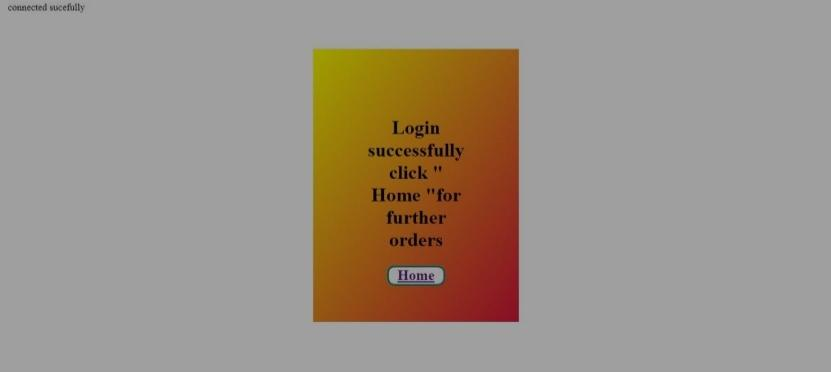 connected sucefully
Login
successfully
click "
Home "for
further
orders
Home